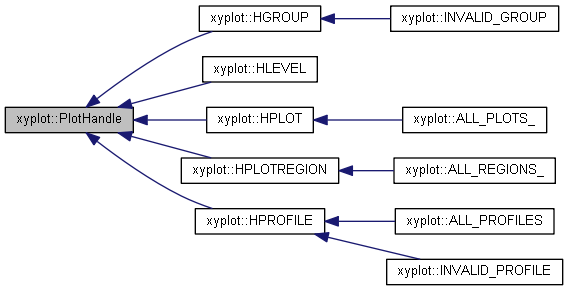 xyplot::HGROUP
xyplot::INVALID_GROUP
xyplot::HLEVEL
xyplot::PlotHandle
xyplot::HPLOT
xyplot::ALL_PLOTS_
xyplot::HPLOTREGION
xyplot::ALL_REGIONS_
xyplot::HPROFILE
xyplot::ALL_PROFILES
xyplot::INVALID_PROFILE